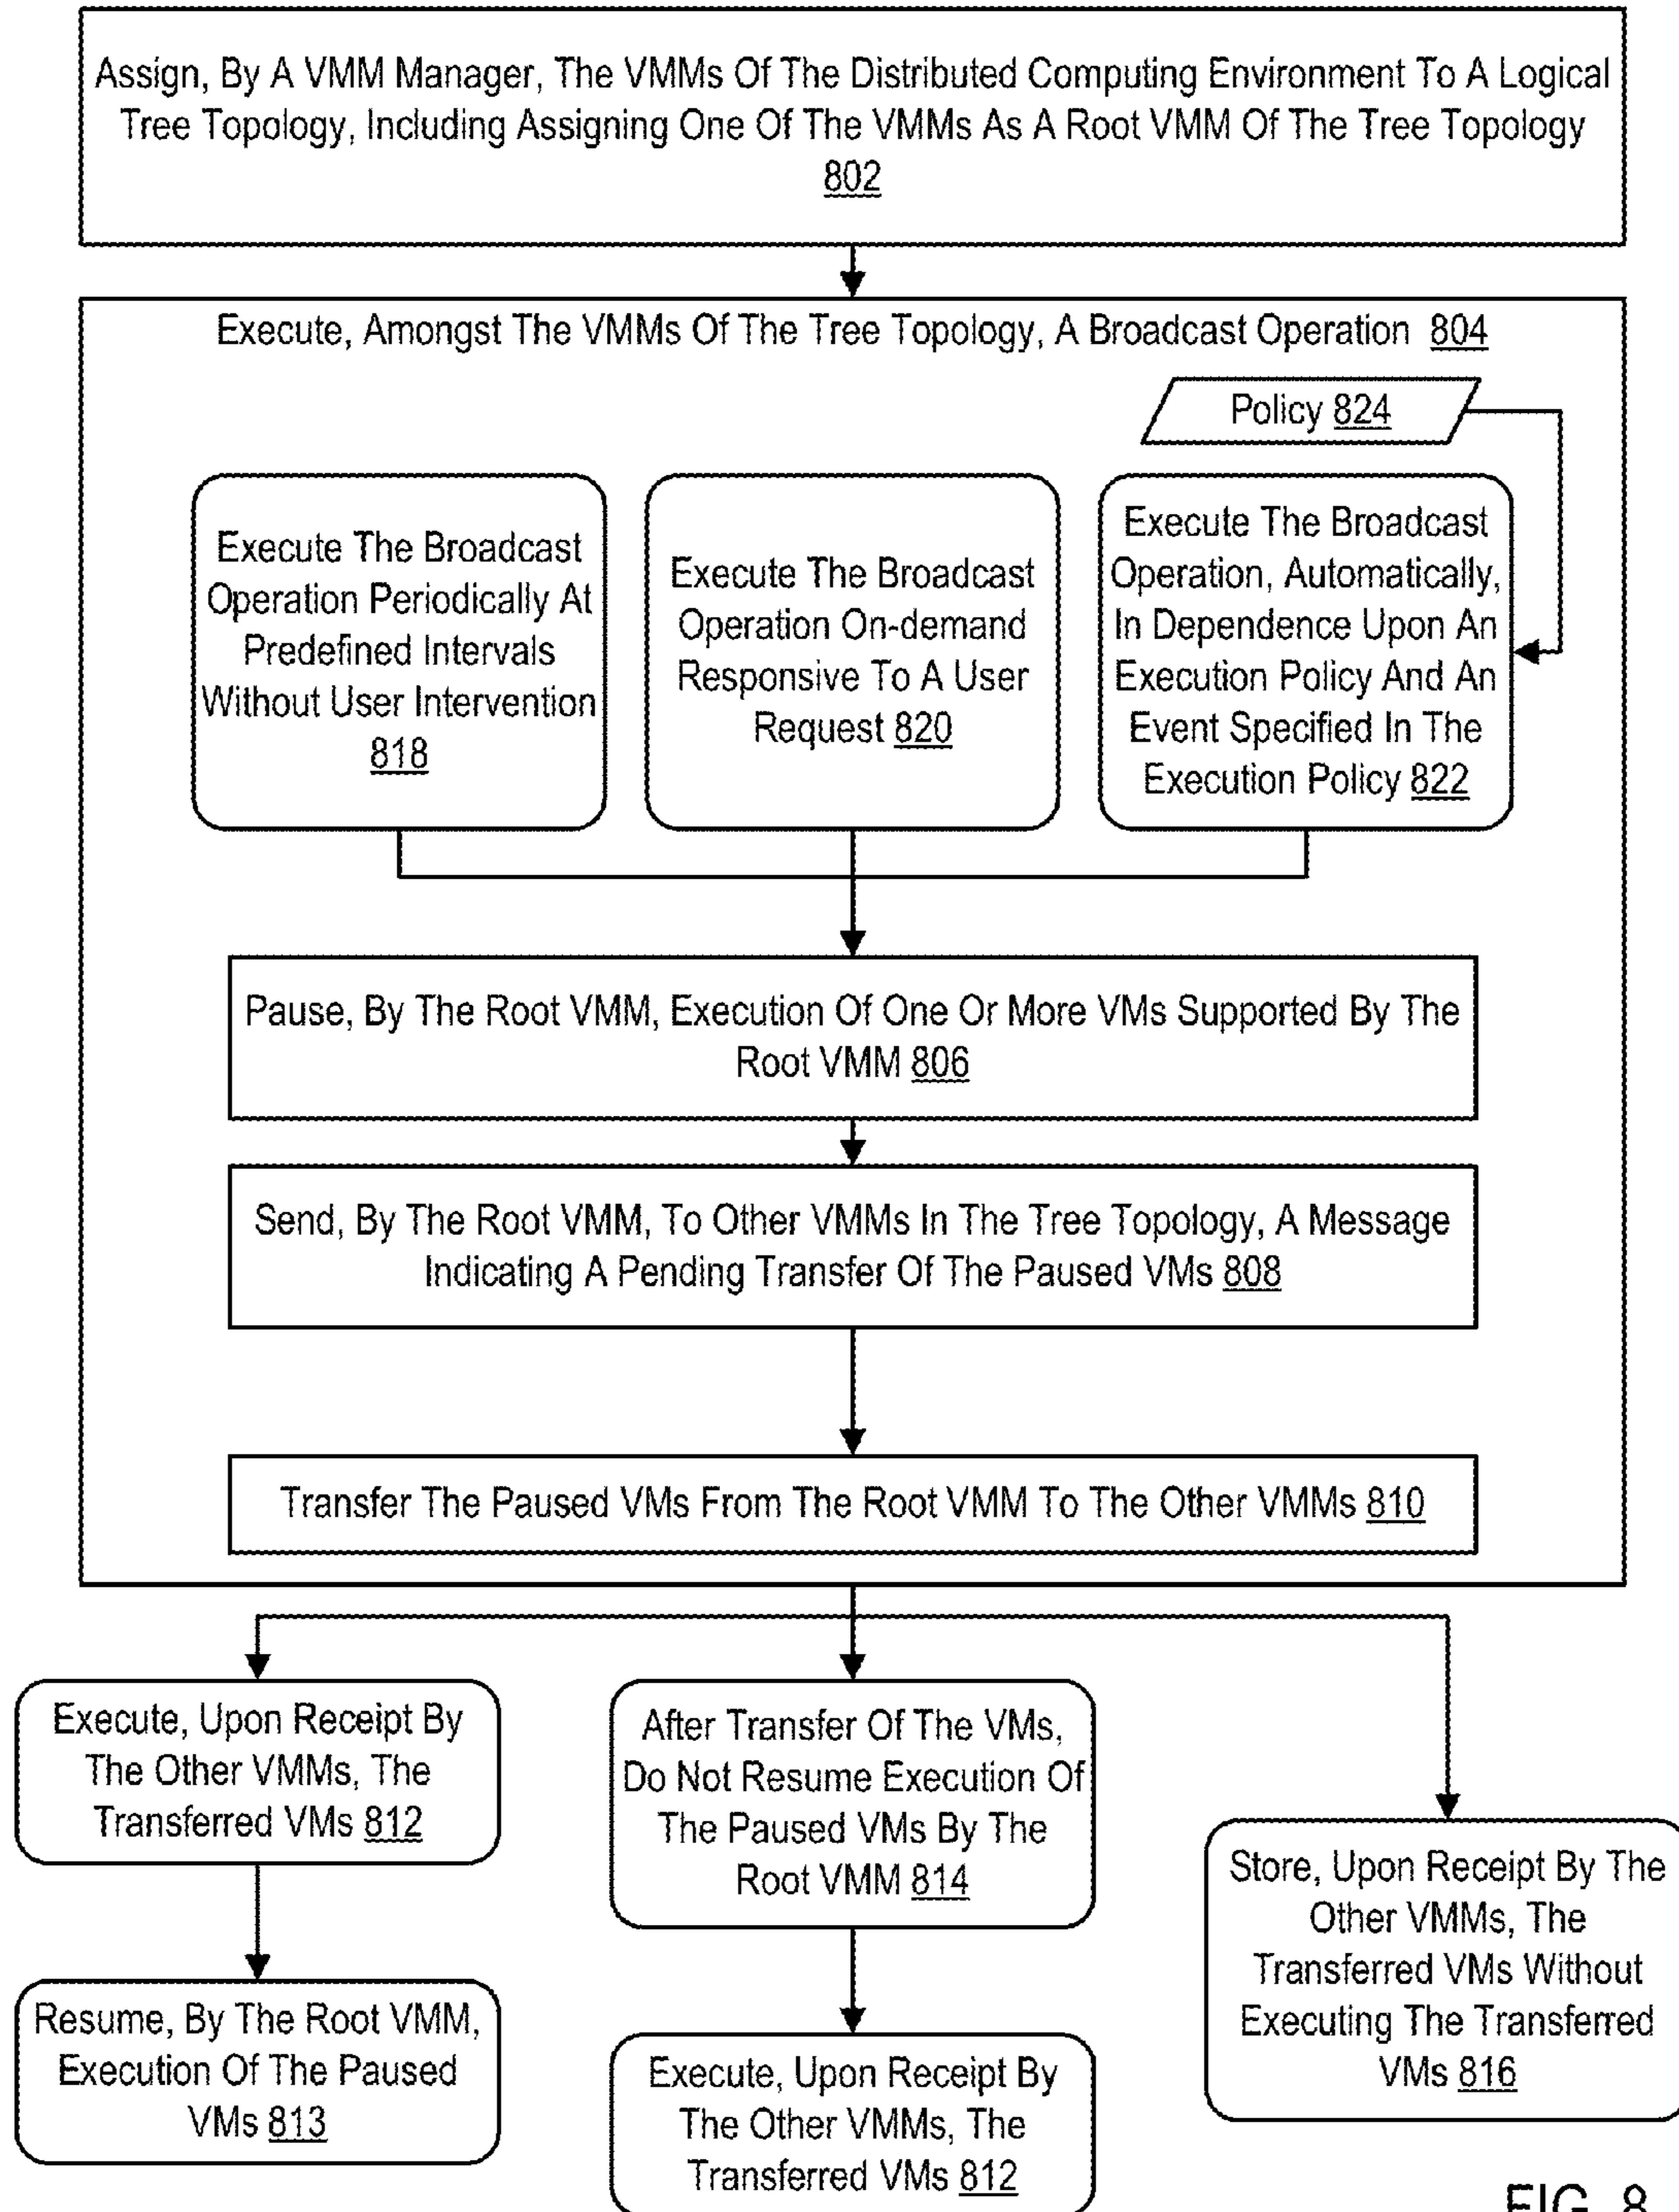 Assign, By A VMM Manager, The VMMs Of The Distributed Computing Environment To A Logical
Tree Topology, Including Assigning One Of The VMMs As A Root VMM Of The Tree Topology
802
Execute, Amongst The VMMs Of The Tree Topology, A Broadcast Operation 804
Policy 824
Execute The Broadcast
Operation Periodically At
Predefined Intervals
Without User Intervention
818
Execute The Broadcast
Operation On-demand
Responsive To A User
Request 820
Execute The Broadcast
Operation, Automatically,
In Dependence Upon An
Execution Policy And An
Event Specified In The
Execution Policy 822
Pause, By The Root VMM, Execution Of One Or More VMs Supported By The
Root VMM 806
Send, By The Root VMM, To Other VMMs In The Tree Topology, A Message
Indicating A Pending Transfer Of The Paused VMs 808
Transfer The Paused VMs From The Root VMM To The Other VMMs 810
Execute, Upon Receipt By
The Other VMMs, The
Transferred VMs 812
Resume, By The Root VMM,
Execution Of The Paused
VMs 813
After Transfer Of The VMs,
Do Not Resume Execution Of
The Paused VMs By The
Root VMM 814
Execute, Upon Receipt By
The Other VMMs, The
Transferred VMs 812
Store, Upon Receipt By The
Other VMMs, The
Transferred VMs Without
Executing The Transferred
VMs 816
FIG. 8